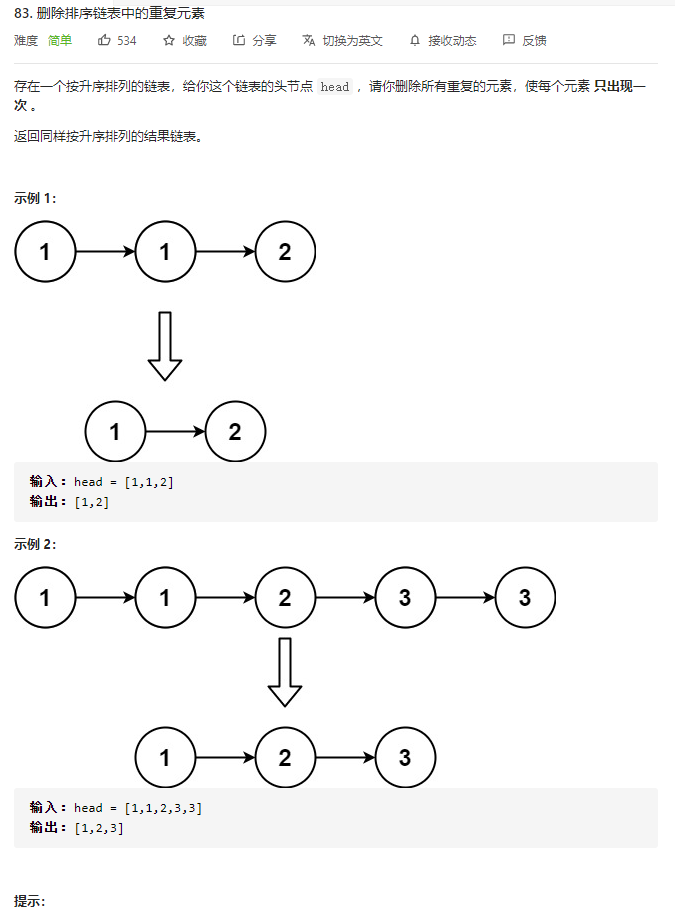 83. 删除排序链表中的重复元素
难度 简单 534 收藏 分享 切换为英文 接收动态 反馈
存在一个按升序排列的链表，给你这个链表的头节点 head ，请你删除所有重复的元素，使每个元素 只出现一
次 。
返回同样按升序排列的结果链表。
示例 1：
1 1 2
1 2
输入：head = [1,1,2]
输出：[1,2]
示例 2：
1 1 2 3 3
1 2 3
输入：head = [1,1,2,3,3]
输出：[1,2,3]
提示：